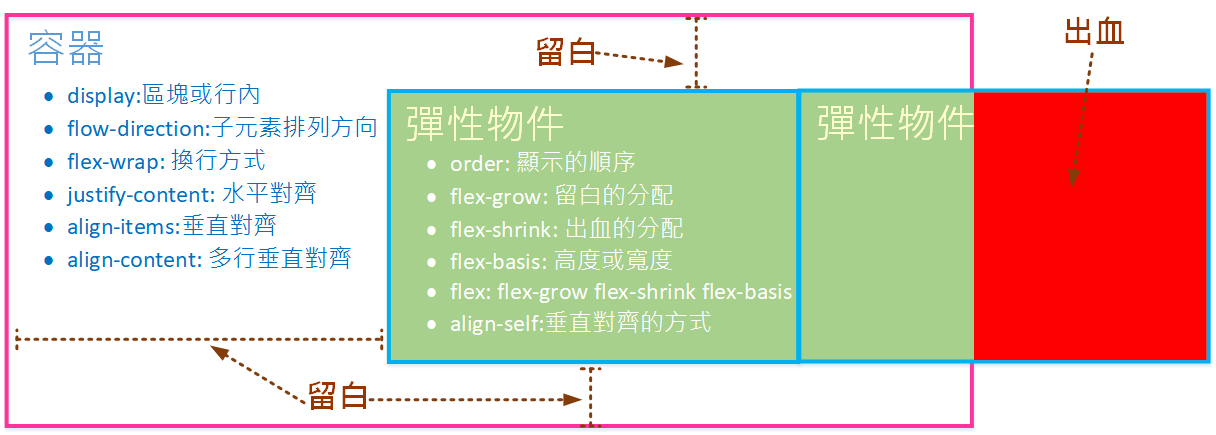 容器
display:區塊或行內
flow-direction:子元素排列方向
flex-wrap: 換行方式
justify-content: 水平對齊
align-items:垂直對齊
align-content: 多行垂直對齊
留白
出血
彈性物件
order: 顯示的順序
flex-grow: 留白的分配
flex-shrink: 出血的分配
flex-basis: 高度或寬度
flex: flex-grow flex-shrink flex-basis
align-self:垂直對齊的方式
彈性物件
留白